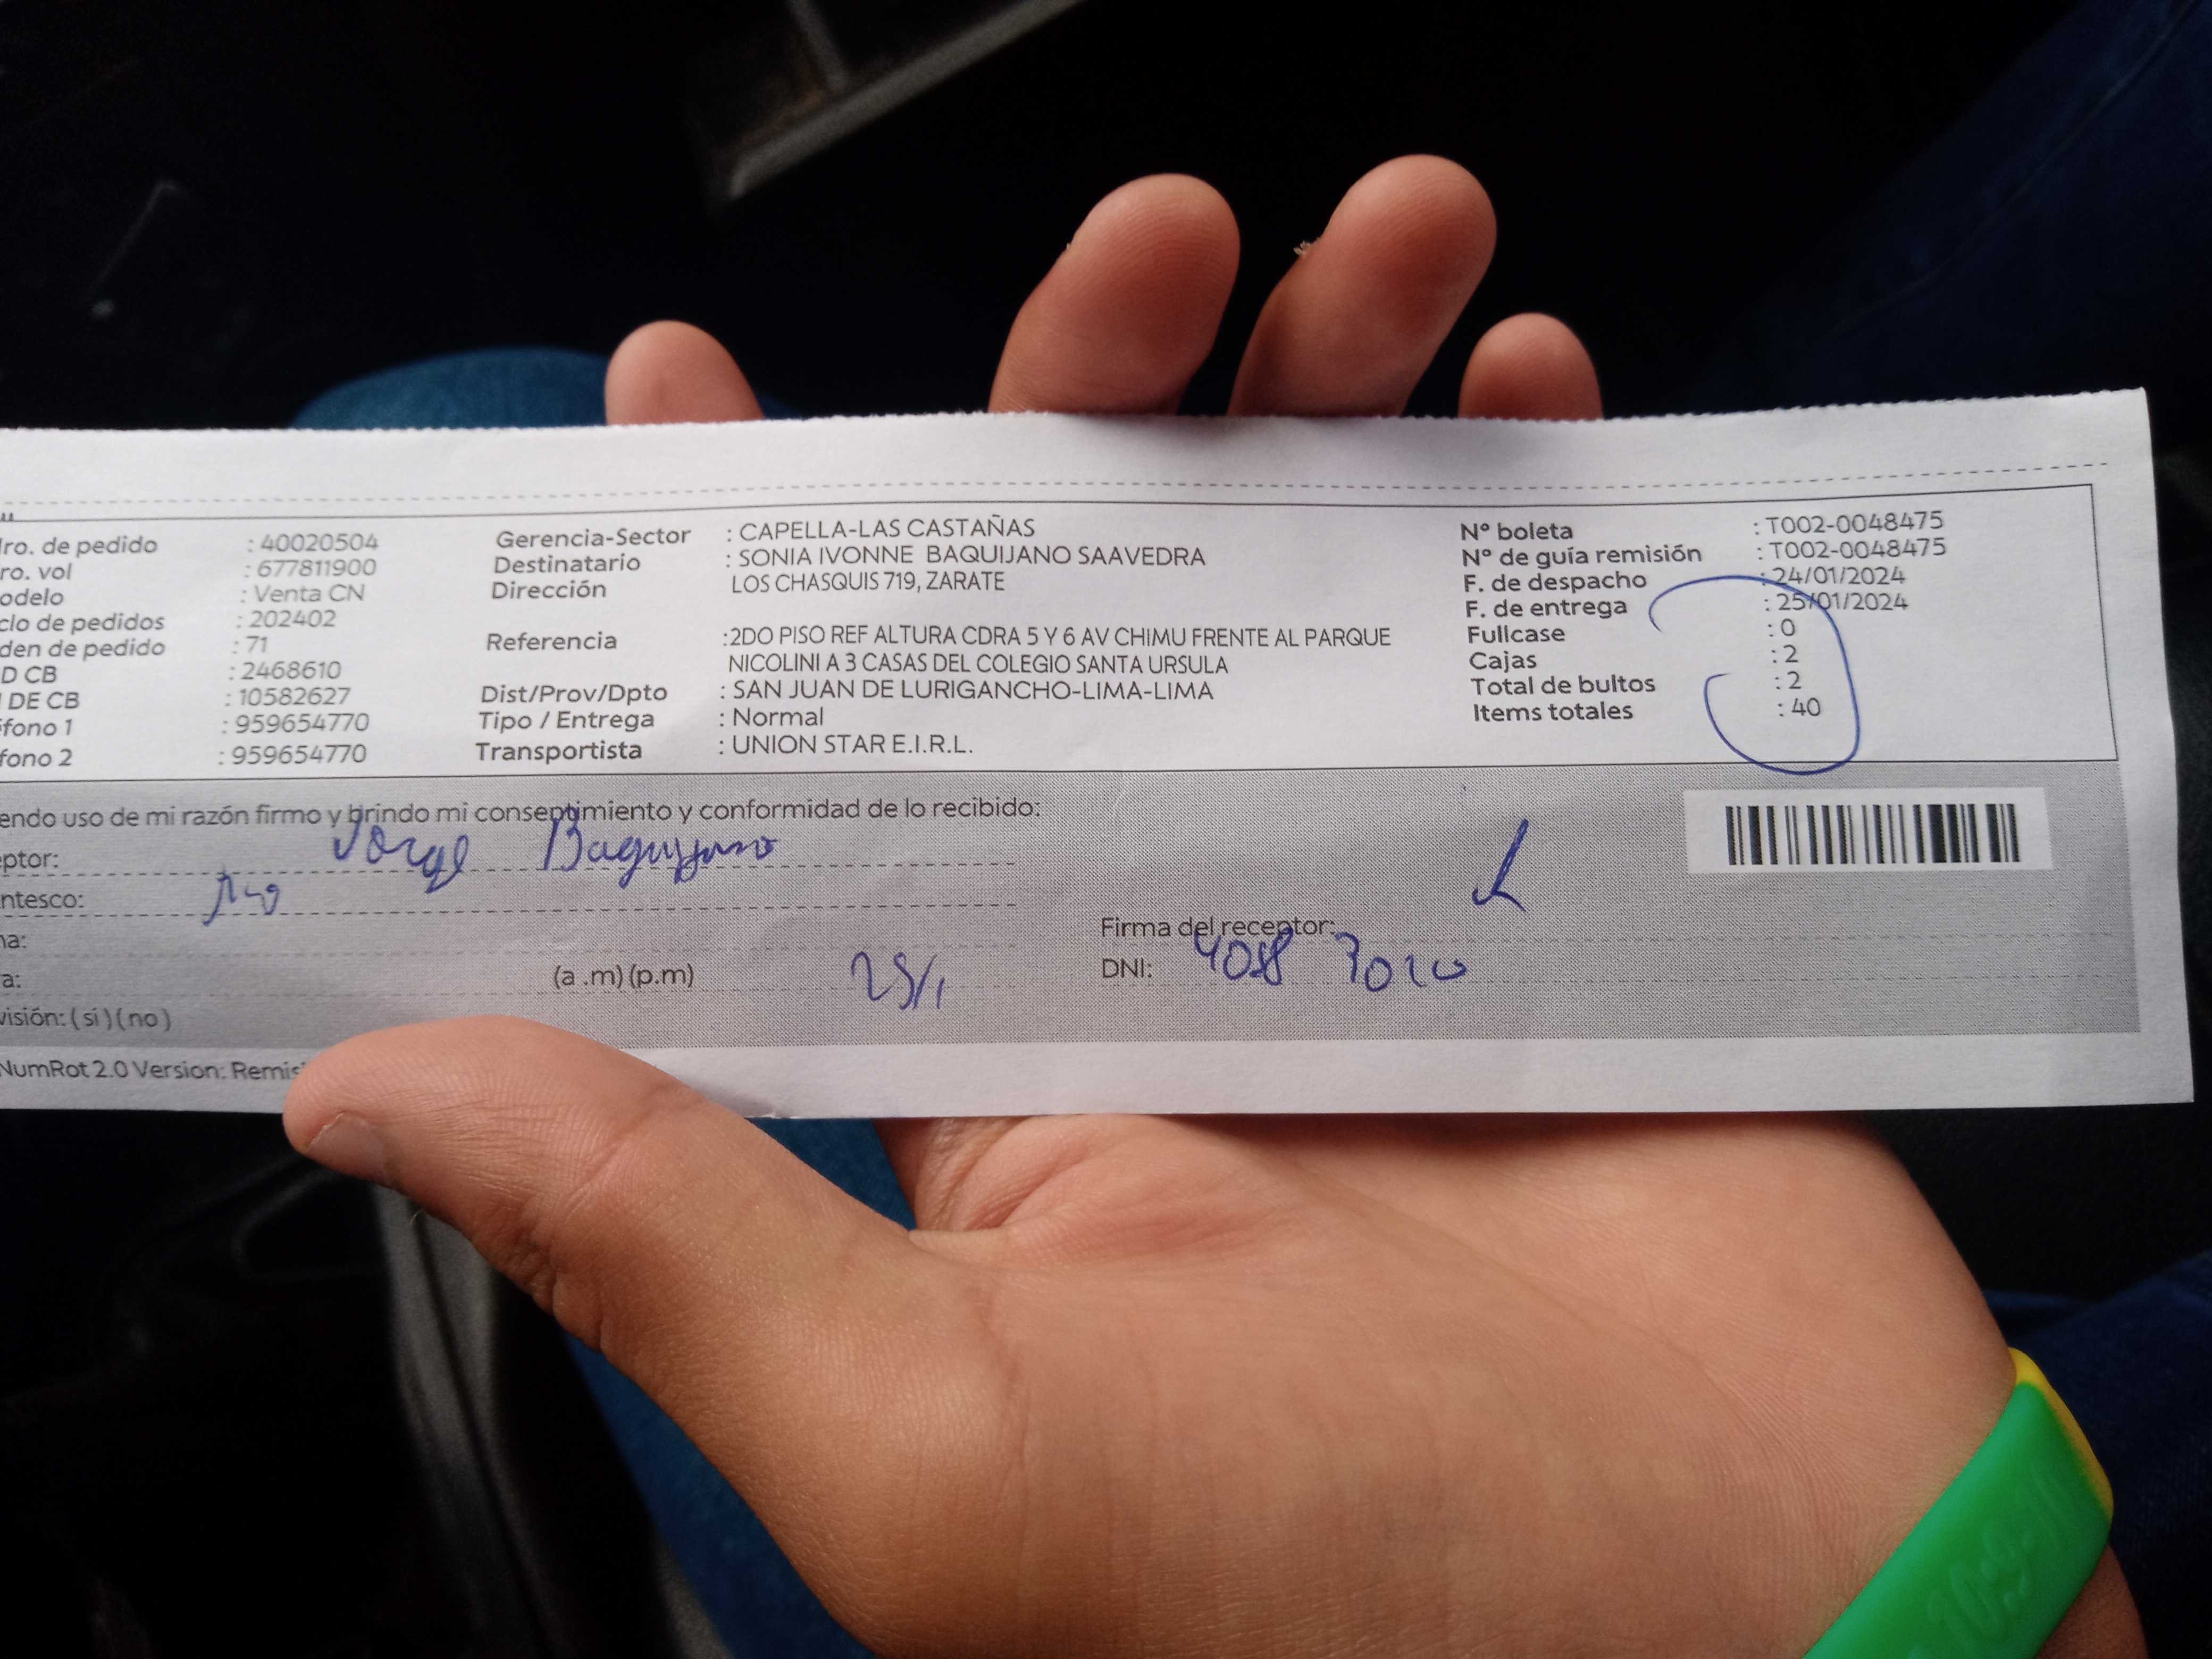 ro. de pedido : 40020504
ro. vol : 677811900
odelo : Venta CN
clo de pedidos : 202402
den de pedido : 71
D CB : 2468610
DE CB : 10582627
fono 1 : 959654770
fono 2 : 959654770
Gerencia-Sector : CAPELLA-LAS CASTAÑAS
Destinatario : SONIA IVONNE BAQUIJANO SAAVEDRA
Dirección LOS CHASQUIS 719, ZARATE
Referencia :2DO PISO REF ALTURA CDRA 5 Y 6 AV CHIMU FRENTE AL PARQUE
NICOLINI A 3 CASAS DEL COLEGIO SANTA URSULA
Dist/Prov/Dpto : SAN JUAN DE LURIGANCHO-LIMA-LIMA
Tipo / Entrega : Normal
Transportista : UNION STAR E.I.R.L.
Nº boleta : T002-0048475
Nº de guía remisión : T002-0048475
F. de despacho : 24/01/2024
F. de entrega : 25/01/2024
Fullcase : 0
Cajas : 2
Total de bultos : 2
Items totales : 40
endo uso de mi razón firmo y brindo mi consentimiento y conformidad de lo recibido:
eptor: Jorge Baquijano
ntesco:
na:
a: (a .m) (p.m) 25/1
visión: ( si ) ( no )
Firma del receptor:
DNI: 4058 7020
NumRot 2.0 Version: Remis